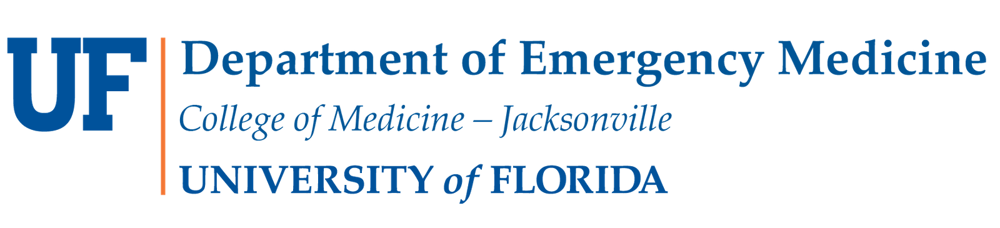 UF
Department of Emergency Medicine
College of Medicine – Jacksonville
UNIVERSITY of FLORIDA